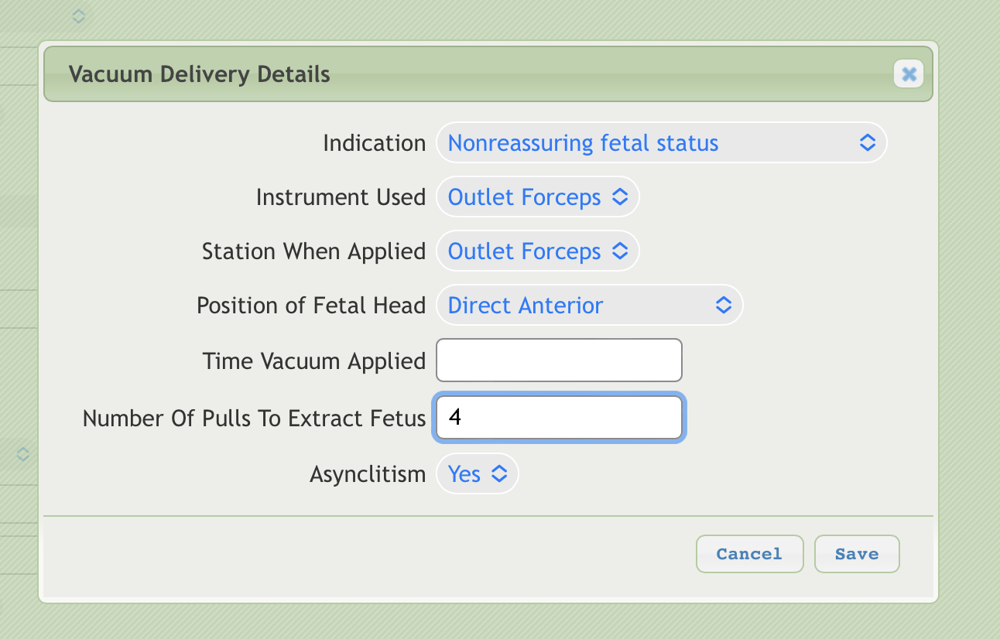 Vacuum Delivery Details
Indication Nonreassuring fetal status
Instrument Used Outlet Forceps
Station When Applied Outlet Forceps
Position of Fetal Head Direct Anterior
Time Vacuum Applied
Number Of Pulls To Extract Fetus 4
Asynclitism Yes
Cancel Save